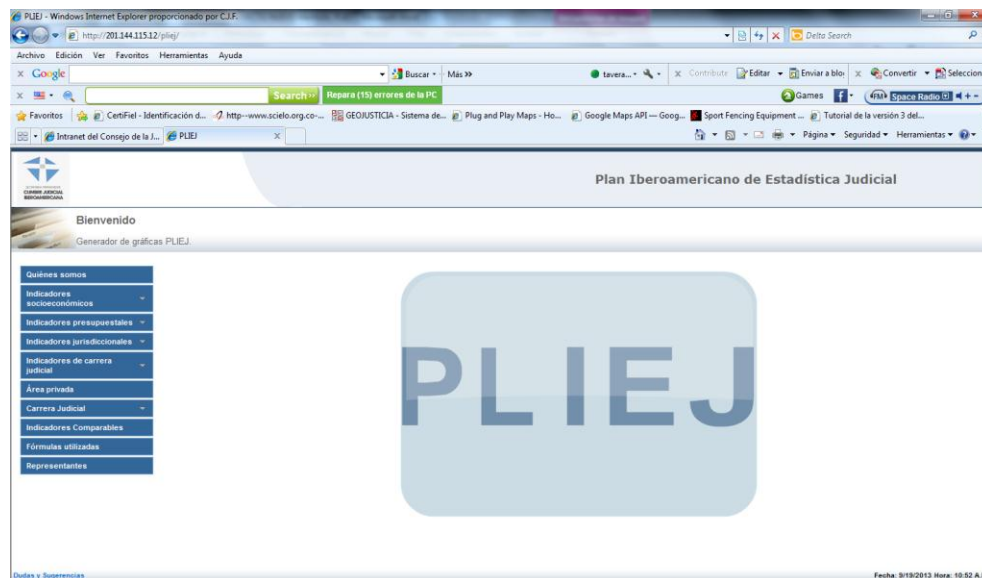 PLIEJ - Windows Internet Explorer proporcionado por C.J.F.
http://201.144.115.12/pliej/
Delta Search
Archivo Edición Ver Favoritos Herramientas Ayuda
x Google Buscar Más >> tavera... Contribute Editar Enviar a blo x Convertir Seleccion
x Search Repara (15) errores de la PC Games Space Radio
Favoritos CertiFiel - Identificación d... http--www.scielo.org.co-... GEOJUSTICIA - Sistema de... Plug and Play Maps - Ho... Google Maps API — Goog... Sport Fencing Equipment ... Tutorial de la versión 3 del...
Intranet del Consejo de la J... PLIEJ x Página Seguridad Herramientas
CUMBRE JUDICIAL
IBEROAMERICANA
Plan Iberoamericano de Estadística Judicial
Bienvenido
Generador de gráficas PLIEJ.
Quiénes somos
Indicadores
socioeconómicos
Indicadores presupuestales
Indicadores jurisdiccionales
Indicadores de carrera
judicial
Área privada
Carrera Judicial
Indicadores Comparables
Fórmulas utilizadas
Representantes
PLIEJ
Dudas y Sugerencias
Fecha: 9/19/2013 Hora: 10:52 A.